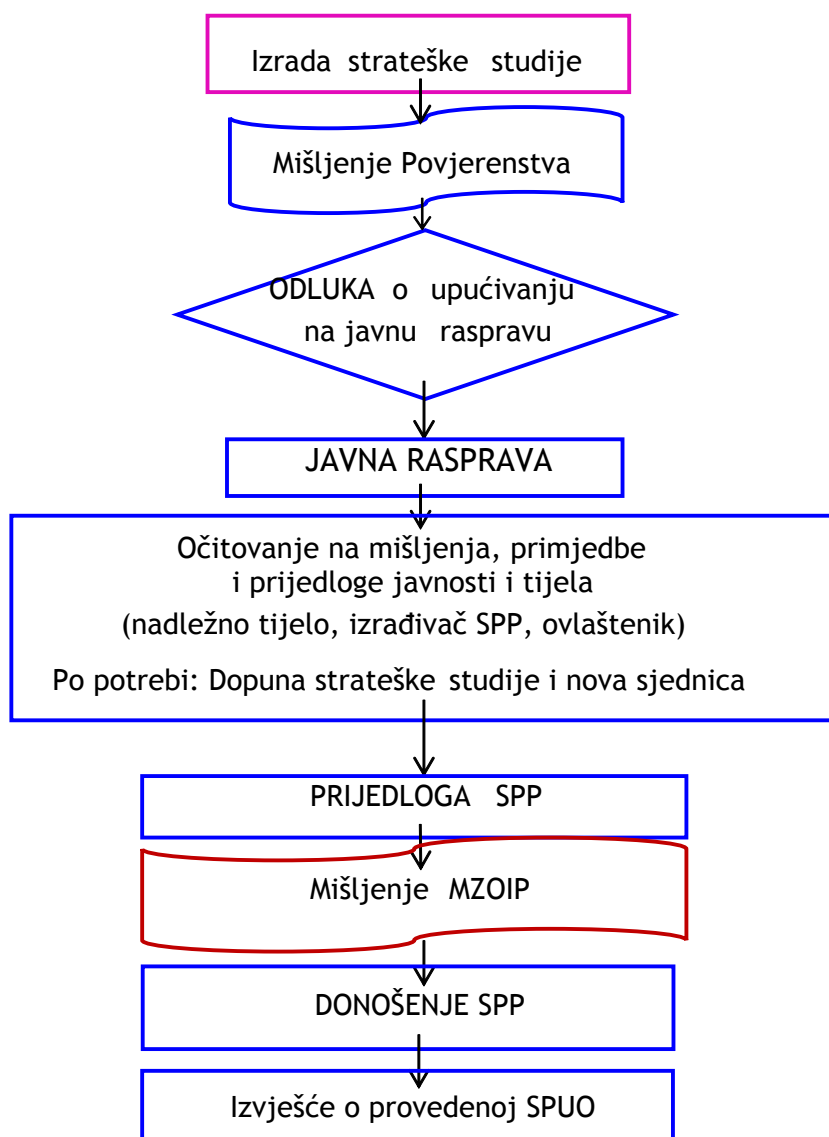 Izrada strateške studije
Mišljenje Povjerenstva
ODLUKA o upućivanju
na javnu raspravu
JAVNA RASPRAVA
Očitovanje na mišljenja, primjedbe
i prijedloge javnosti i tijela
(nadležno tijelo, izrađivač SPP, ovlaštenik)
Po potrebi: Dopuna strateške studije i nova sjednica
PRIJEDLOGA SPP
Mišljenje MZOIP
DONOŠENJE SPP
Izvješće o provedenoj SPUO